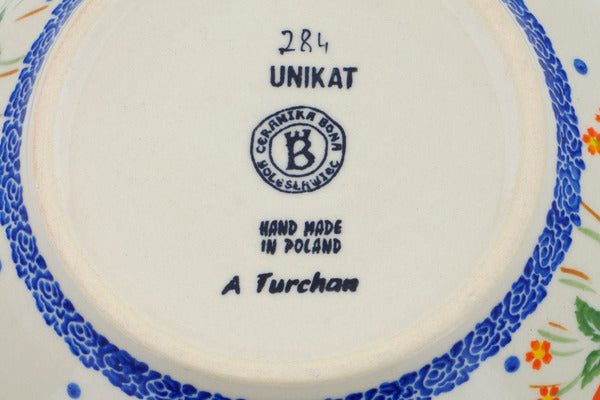 284
UNIKAT
CERAMIKA BONA
B
BOLESŁAWIEC
HAND MADE
IN POLAND
A Turchan